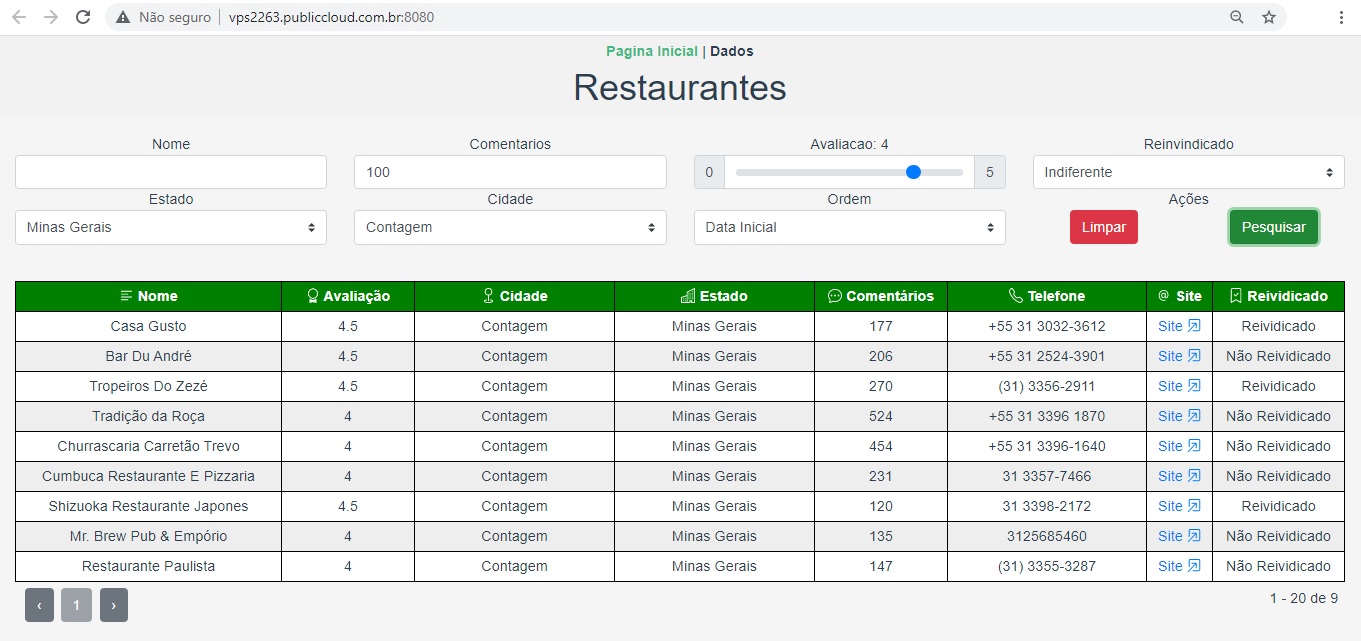 Não seguro | vps2263.publiccloud.com.br:8080
Pagina Inicial | Dados
Restaurantes
Nome Comentarios Avaliacao: 4 Reinvindicado
100 0 5 Indiferente
Estado Cidade Ordem Ações
Minas Gerais Contagem Data Inicial Limpar Pesquisar
Nome Avaliação Cidade Estado Comentários Telefone Site Reividicado
Casa Gusto 4.5 Contagem Minas Gerais 177 +55 31 3032-3612 Site Reividicado
Bar Du André 4.5 Contagem Minas Gerais 206 +55 31 2524-3901 Site Não Reividicado
Tropeiros Do Zezé 4.5 Contagem Minas Gerais 270 (31) 3356-2911 Site Reividicado
Tradição da Roça 4 Contagem Minas Gerais 524 +55 31 3396 1870 Site Não Reividicado
Churrascaria Carretão Trevo 4 Contagem Minas Gerais 454 +55 31 3396-1640 Site Não Reividicado
Cumbuca Restaurante E Pizzaria 4 Contagem Minas Gerais 231 31 3357-7466 Site Não Reividicado
Shizuoka Restaurante Japones 4.5 Contagem Minas Gerais 120 31 3398-2172 Site Reividicado
Mr. Brew Pub & Empório 4 Contagem Minas Gerais 135 3125685460 Site Não Reividicado
Restaurante Paulista 4 Contagem Minas Gerais 147 (31) 3355-3287 Site Não Reividicado
‹ 1 › 1 - 20 de 9